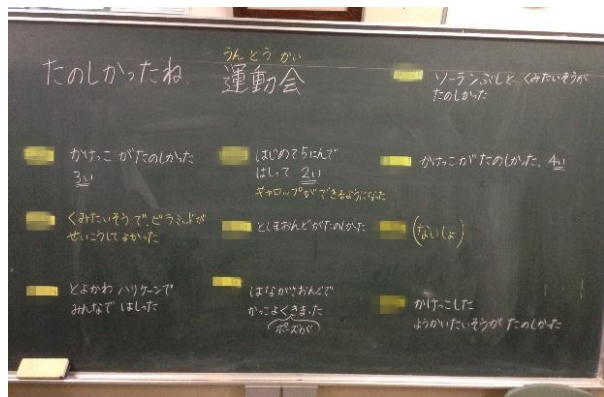 うんどうかい
たのしかったね 運動会
ソーランぶしと、くみたいそうが
たのしかった
かけっこ がたのしかった
3い
はじめて5にんで
はしって 2い
ギャロップができるようになった
かけっこがたのしかった、4い
くみたいそうで、ピラミッドが
せいこうしてよかった
としまおんどがたのしかった
(ないしょ)
とよかわ ハリケーンで
みんなで はしった
はながさおんどで
かっこよくきまった
ポーズが
かけっこした
ようかいたいそうが たのしかった